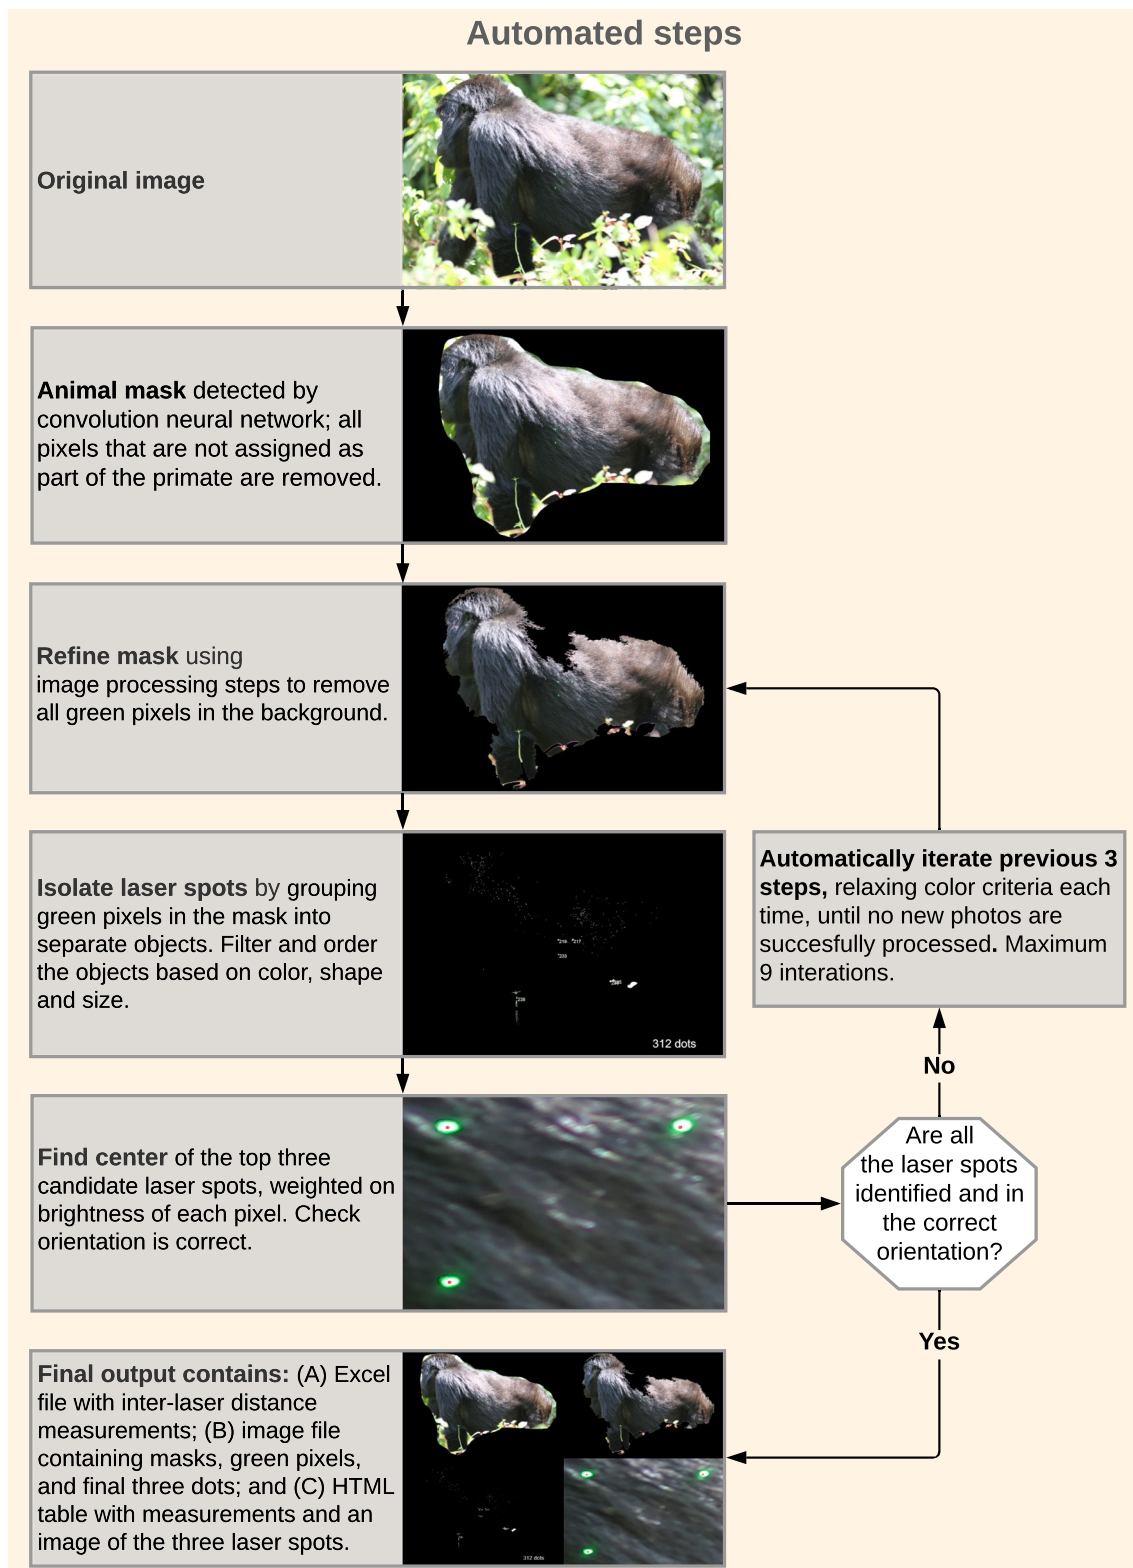 Automated steps
Original image
Animal mask detected by
convolution neural network; all
pixels that are not assigned as
part of the primate are removed.
Refine mask using
image processing steps to remove
all green pixels in the background.
Isolate laser spots by grouping
green pixels in the mask into
separate objects. Filter and order
the objects based on color, shape
and size.
312 dots
Automatically iterate previous 3
steps, relaxing color criteria each
time, until no new photos are
succesfully processed. Maximum
9 interations.
No
Find center of the top three
candidate laser spots, weighted on
brightness of each pixel. Check
orientation is correct.
Are all
the laser spots
identified and in
the correct
orientation?
Yes
Final output contains: (A) Excel
file with inter-laser distance
measurements; (B) image file
containing masks, green pixels,
and final three dots; and (C) HTML
table with measurements and an
image of the three laser spots.
312 dots